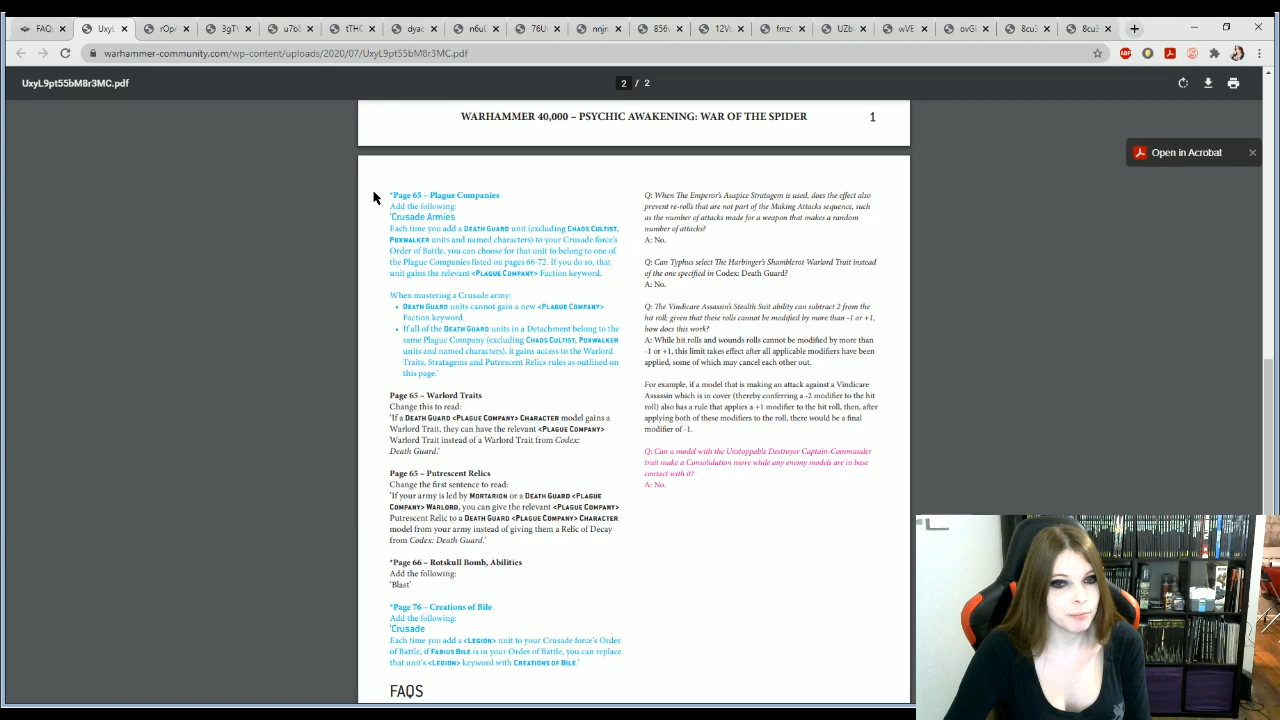 FAQ:
UxyL
rOp
3gTY
u7b8
tTHC
dyac
n6ul
76U
nnjn
856
12V
fmz
UZb
wVE
ovG
8cu
8cu
warhammer-community.com/wp-content/uploads/2020/07/UxyL9pt55bM8r3MC.pdf
ABP
UxyL9pt55bM8r3MC.pdf
2 / 2
WARHAMMER 40,000 – PSYCHIC AWAKENING: WAR OF THE SPIDER 1
Open in Acrobat
*Page 65 – Plague Companies
Add the following:
'Crusade Armies
Each time you add a DEATH GUARD unit (excluding CHAOS CULTIST,
POXWALKER units and named characters) to your Crusade force's
Order of Battle, you can choose for that unit to belong to one of
the Plague Companies listed on pages 66-72. If you do so, that
unit gains the relevant <PLAGUE COMPANY> Faction keyword.
When mustering a Crusade army:
• DEATH GUARD units cannot gain a new <PLAGUE COMPANY>
Faction keyword.
• If all of the DEATH GUARD units in a Detachment belong to the
same Plague Company (excluding CHAOS CULTIST, POXWALKER
units and named characters), it gains access to the Warlord
Traits, Stratagems and Putrescent Relics rules as outlined on
this page.'
Page 65 – Warlord Traits
Change this to read:
'If a DEATH GUARD <PLAGUE COMPANY> CHARACTER model gains a
Warlord Trait, they can have the relevant <PLAGUE COMPANY>
Warlord Trait instead of a Warlord Trait from Codex:
Death Guard.'
Page 65 – Putrescent Relics
Change the first sentence to read:
'If your army is led by MORTARION or a DEATH GUARD <PLAGUE
COMPANY> WARLORD, you can give the relevant <PLAGUE COMPANY>
Putrescent Relic to a DEATH GUARD <PLAGUE COMPANY> CHARACTER
model from your army instead of giving them a Relic of Decay
from Codex: Death Guard.'
*Page 66 – Rotskull Bomb, Abilities
Add the following:
'Blast'
*Page 76 – Creations of Bile
Add the following:
'Crusade
Each time you add a <LEGION> unit to your Crusade force's Order
of Battle, if FABIUS BILE is in your Order of Battle, you can replace
that unit's <LEGION> keyword with CREATIONS OF BILE.'
FAQS
Q: When The Emperor's Auspice Stratagem is used, does the effect also
prevent re-rolls that are not part of the Making Attacks sequence, such
as the number of attacks made for a weapon that makes a random
number of attacks?
A: No.
Q: Can Typhus select The Harbinger's Shamblerot Warlord Trait instead
of the one specified in Codex: Death Guard?
A: No.
Q: The Vindicare Assassin's Stealth Suit ability can subtract 2 from the
hit roll; given that these rolls cannot be modified by more than -1 or +1,
how does this work?
A: While hit rolls and wounds rolls cannot be modified by more than
-1 or +1, this limit takes effect after all applicable modifiers have been
applied, some of which may cancel each other out.
For example, if a model that is making an attack against a Vindicare
Assassin which is in cover (thereby conferring a -2 modifier to the hit
roll) also has a rule that applies a +1 modifier to the hit roll, then, after
applying both of these modifiers to the roll, there would be a final
modifier of -1.
Q: Can a model with the Unstoppable Destroyer Captain-Commander
trait make a Consolidation move while any enemy models are in base
contact with it?
A: No.